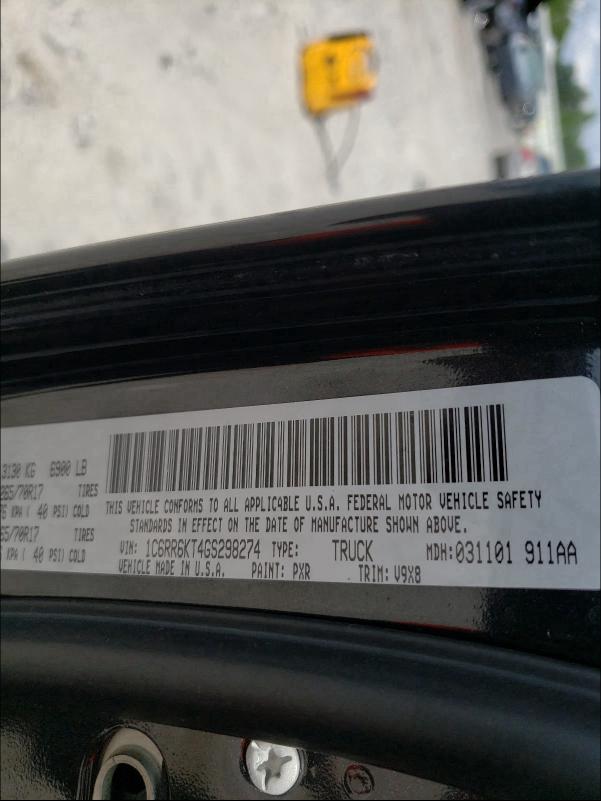 3130 KG 6900 LB
265/70R17 TIRES
KPA ( 40 PSI) COLD
65/70R17 TIRES
KPA ( 40 PSI) COLD
THIS VEHICLE CONFORMS TO ALL APPLICABLE U.S.A. FEDERAL MOTOR VEHICLE SAFETY
STANDARDS IN EFFECT ON THE DATE OF MANUFACTURE SHOWN ABOVE.
VIN: 1C6RR6KT4GS298274 TYPE: TRUCK MDH:031101 911AA
VEHICLE MADE IN U.S.A. PAINT: PXR TRIM: V9X8